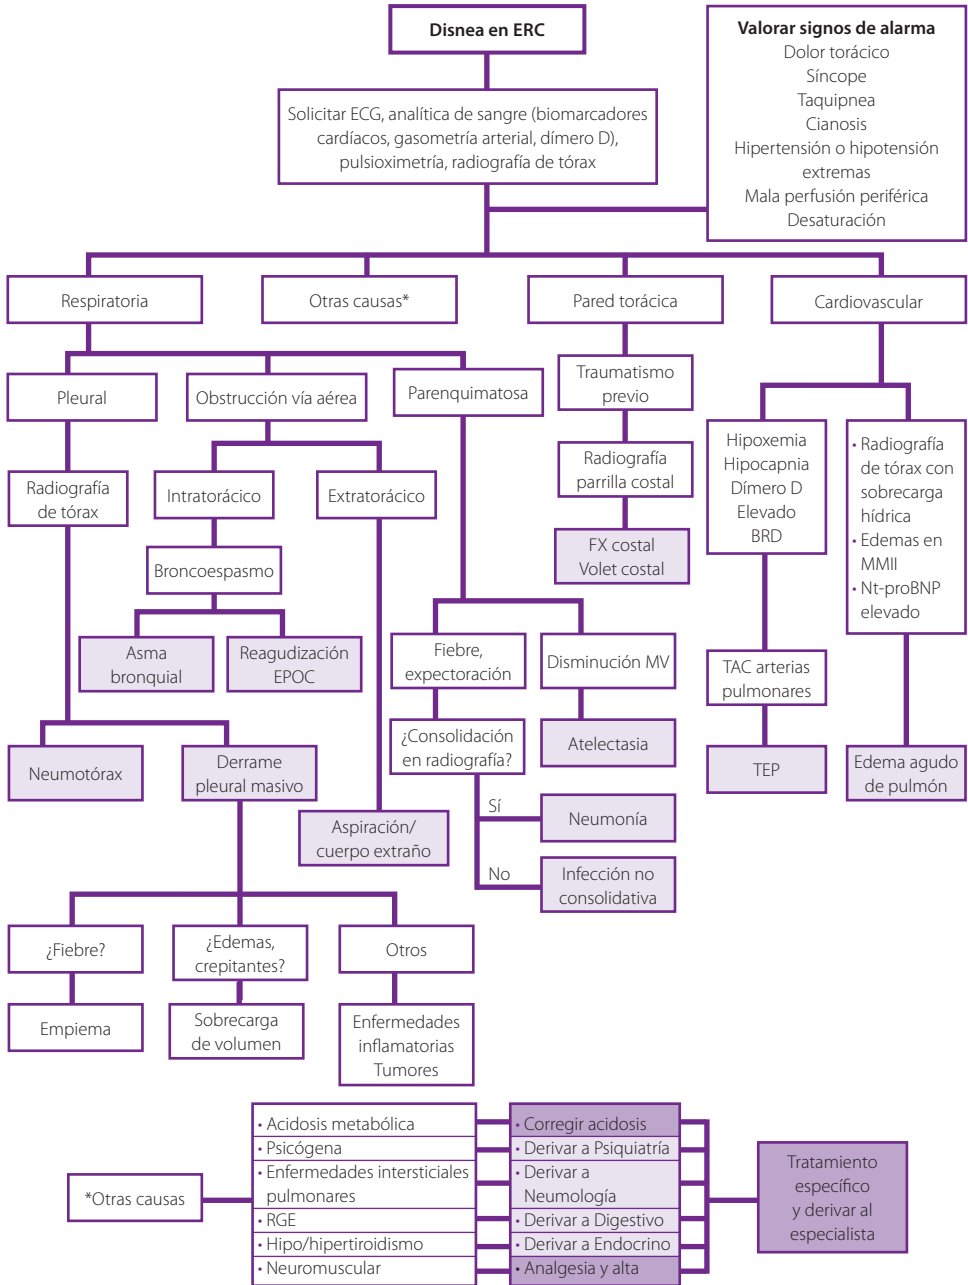 Disnea en ERC
Valorar signos de alarma
Dolor torácico
Síncope
Taquipnea
Cianosis
Hipertensión o hipotensión
extremas
Mala perfusión periférica
Desaturación
Solicitar ECG, analítica de sangre (biomarcadores
cardíacos, gasometría arterial, dímero D),
pulsioximetría, radiografía de tórax
Respiratoria
Otras causas*
Pared torácica
Cardiovascular
Pleural
Obstrucción vía aérea
Parenquimatosa
Traumatismo
previo
Radiografía
de tórax
Intratorácico
Extratorácico
Radiografía
parrilla costal
Hipoxemia
Hipocapnia
Dímero D
Elevado
BRD
• Radiografía
de tórax con
sobrecarga
hídrica
• Edemas en
MMII
• Nt-proBNP
elevado
Broncoespasmo
FX costal
Volet costal
Asma
bronquial
Reagudización
EPOC
Fiebre,
expectoración
Disminución MV
TAC arterias
pulmonares
¿Consolidación
en radiografía?
Atelectasia
Neumotórax
Derrame
pleural masivo
TEP
Edema agudo
de pulmón
Aspiración/
cuerpo extraño
Sí
Neumonía
No
Infección no
consolidativa
¿Fiebre?
¿Edemas,
crepitantes?
Otros
Empiema
Sobrecarga
de volumen
Enfermedades
inflamatorias
Tumores
*Otras causas
• Acidosis metabólica
• Psicógena
• Enfermedades intersticiales
pulmonares
• RGE
• Hipo/hipertiroidismo
• Neuromuscular
• Corregir acidosis
• Derivar a Psiquiatría
• Derivar a
Neumología
• Derivar a Digestivo
• Derivar a Endocrino
• Analgesia y alta
Tratamiento
específico
y derivar al
especialista